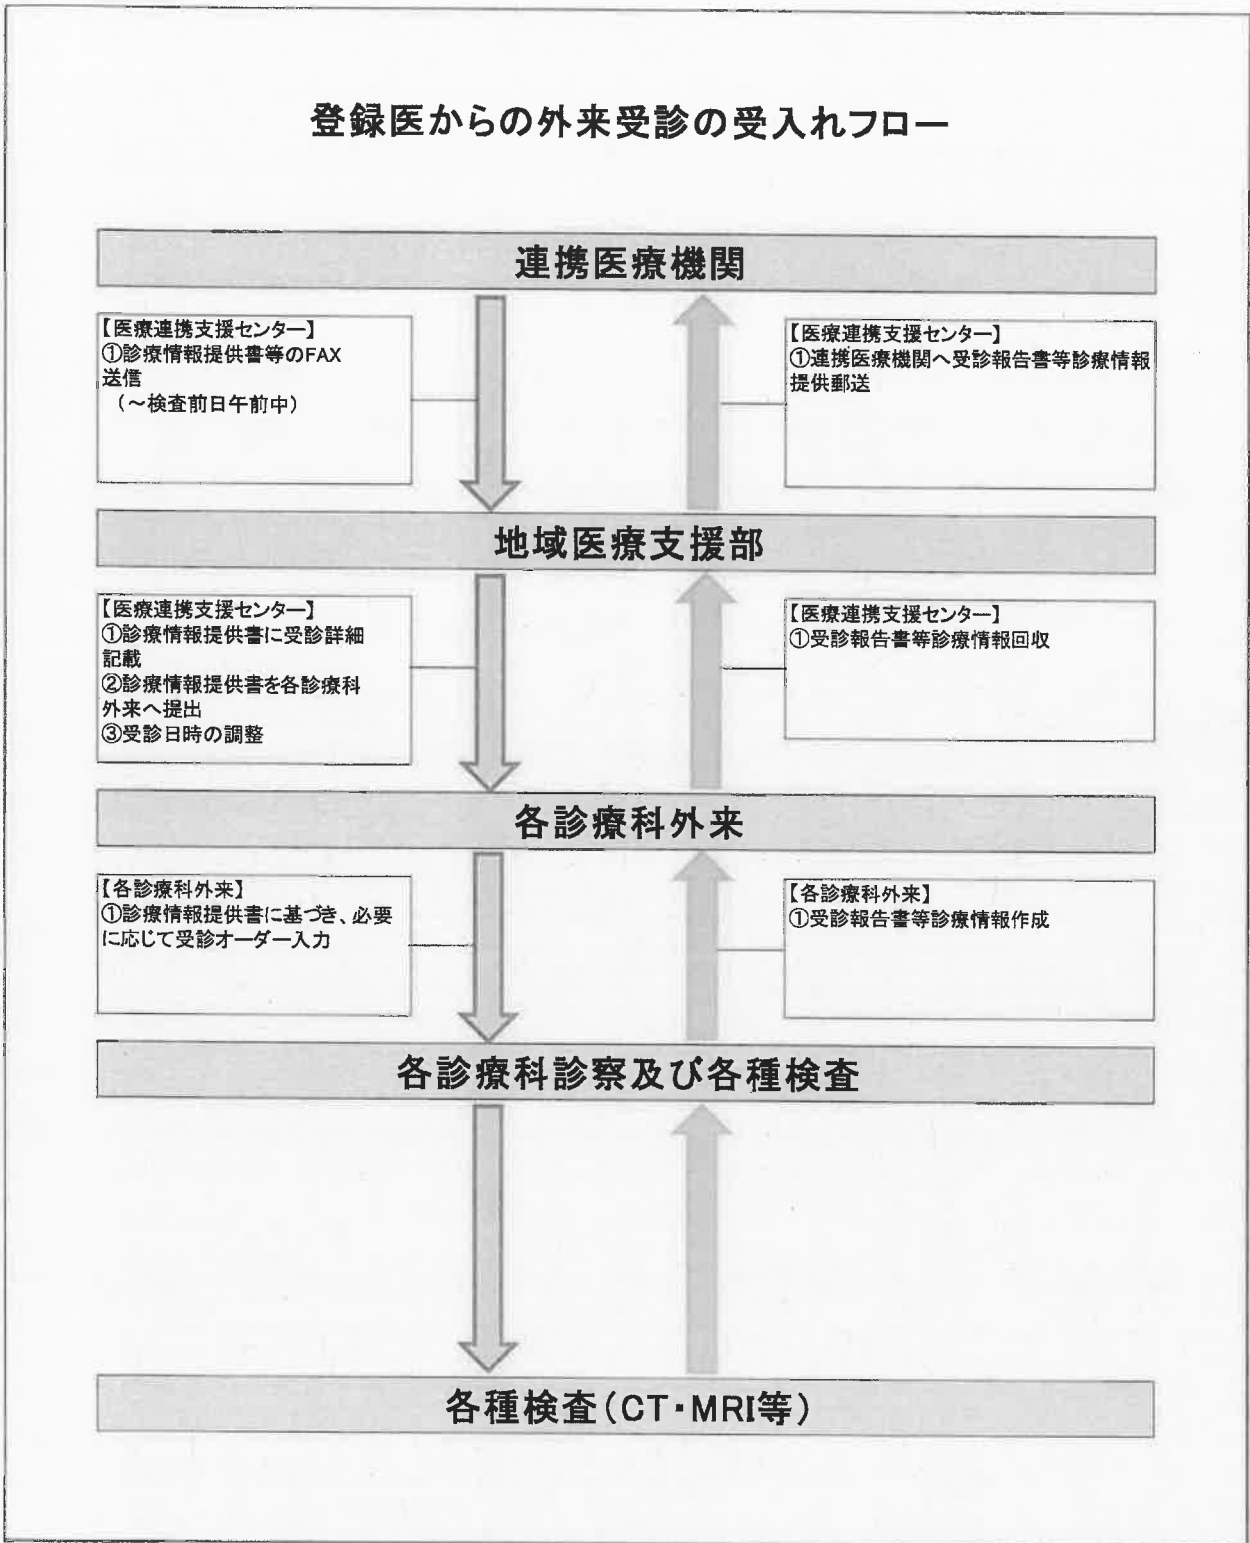 登録医からの外来受診の受入れフロー
連携医療機関
【医療連携支援センター】
①診療情報提供書等のFAX
送信
（～検査前日午前中）
【医療連携支援センター】
①連携医療機関へ受診報告書等診療情報
提供郵送
地域医療支援部
【医療連携支援センター】
①診療情報提供書に受診詳細
記載
②診療情報提供書を各診療科
外来へ提出
③受診日時の調整
【医療連携支援センター】
①受診報告書等診療情報回収
各診療科外来
【各診療科外来】
①診療情報提供書に基づき、必要
に応じて受診オーダー入力
【各診療科外来】
①受診報告書等診療情報作成
各診療科診察及び各種検査
各種検査（CT・MRI等）